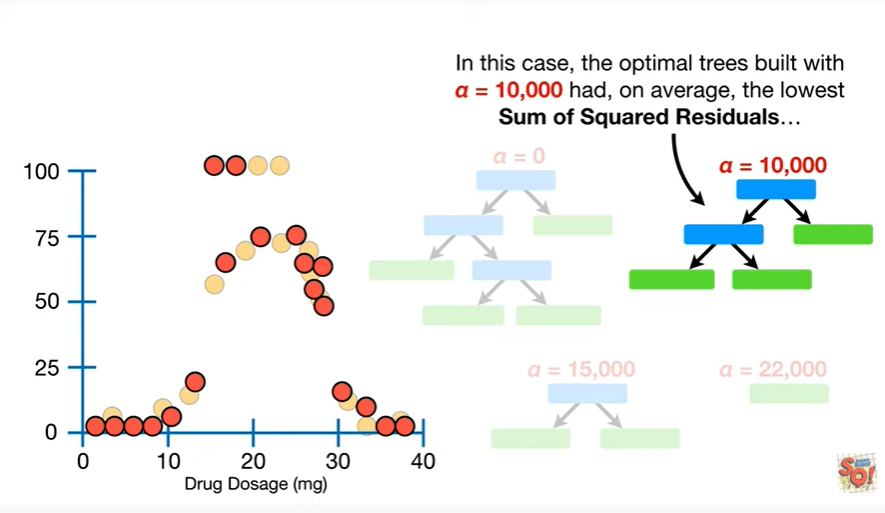 In this case, the optimal trees built with
α = 10,000 had, on average, the lowest
Sum of Squared Residuals…
α = 0
α = 10,000
100
75
50
25
0
0 10 20 30 40
Drug Dosage (mg)
α = 15,000
α = 22,000